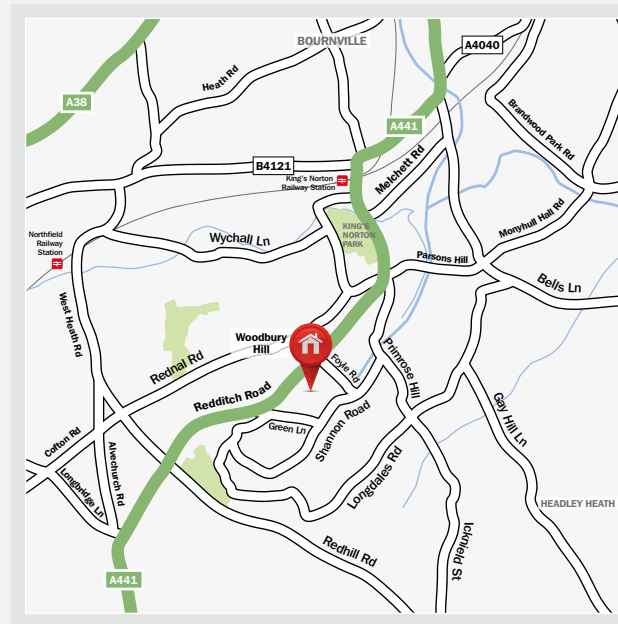 BOURNVILLE
A4040
Heath Rd
A38
Brandwood Park Rd
A441
Melchett Rd
B4121
King's Norton
Railway Station
Monyhull Hall Rd
KING'S
NORTON
PARK
Northfield
Railway
Station
Wychall Ln
Parsons Hill
Bells Ln
West Heath Rd
Woodbury
Hill
Rednal Rd
Foyle Rd
Primrose Hill
Redditch Road
Gay Hill Ln
Green Ln
Shannon Road
Cofton Rd
Alvechurch Rd
Longbridge Ln
Longdales Rd
HEADLEY HEATH
Icknield St
Redhill Rd
A441